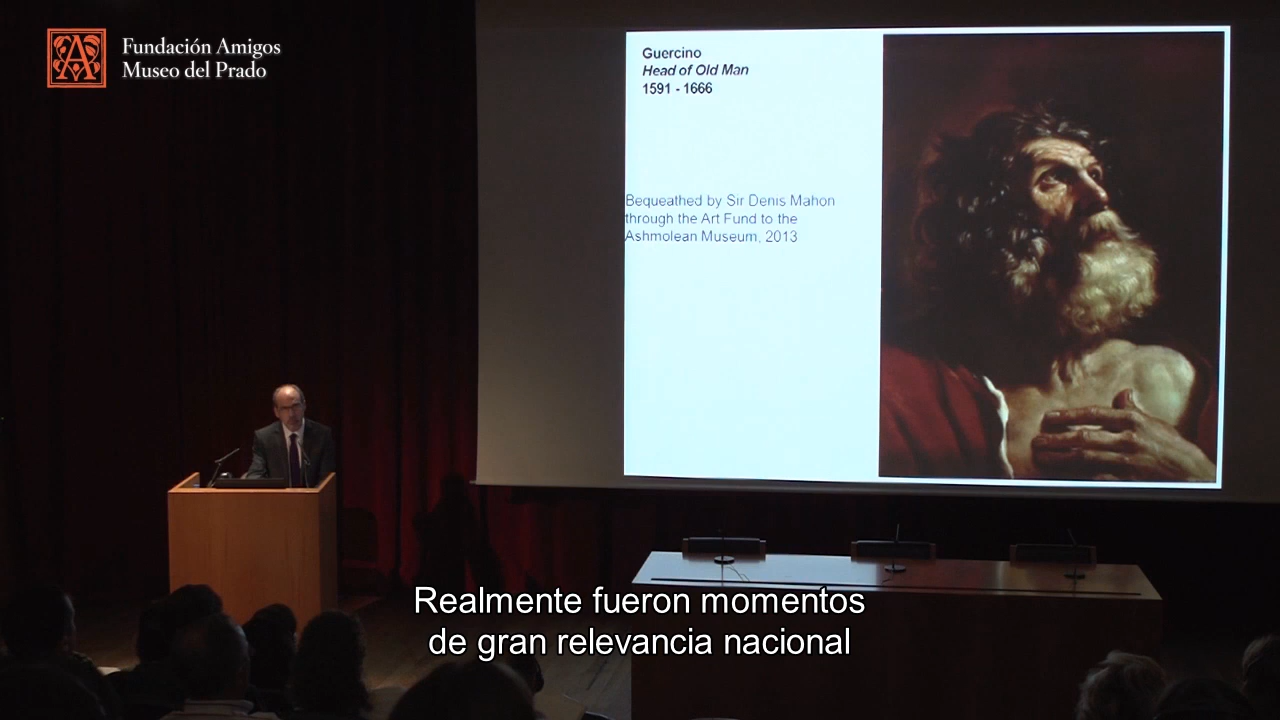 Fundación Amigos
Museo del Prado
Guercino
Head of Old Man
1591 - 1666
Bequeathed by Sir Denis Mahon
through the Art Fund to the
Ashmolean Museum, 2013
Realmente fueron momentos
de gran relevancia nacional